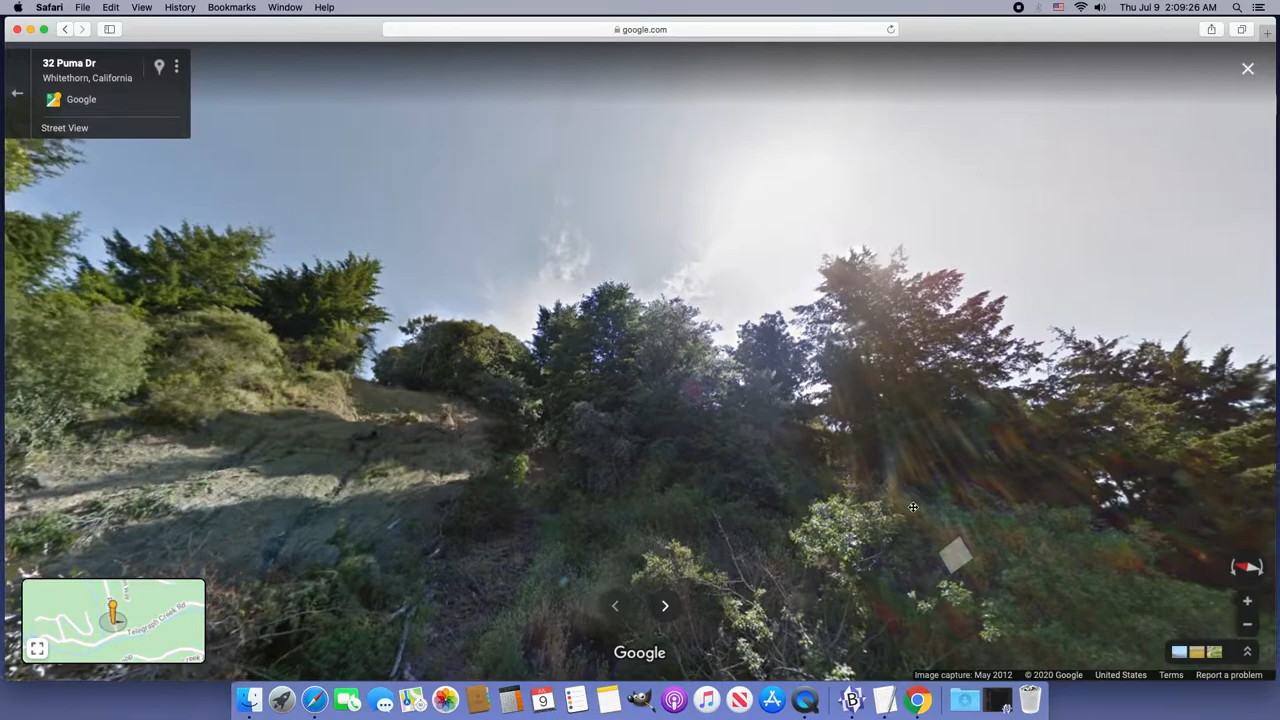 Safari File Edit View History Bookmarks Window Help
Thu Jul 9 2:09:26 AM
google.com
32 Puma Dr
Whitethorn, California
Google
Street View
Telegraph Creek Rd
Google
Image capture: May 2012 © 2020 Google United States Terms Report a problem